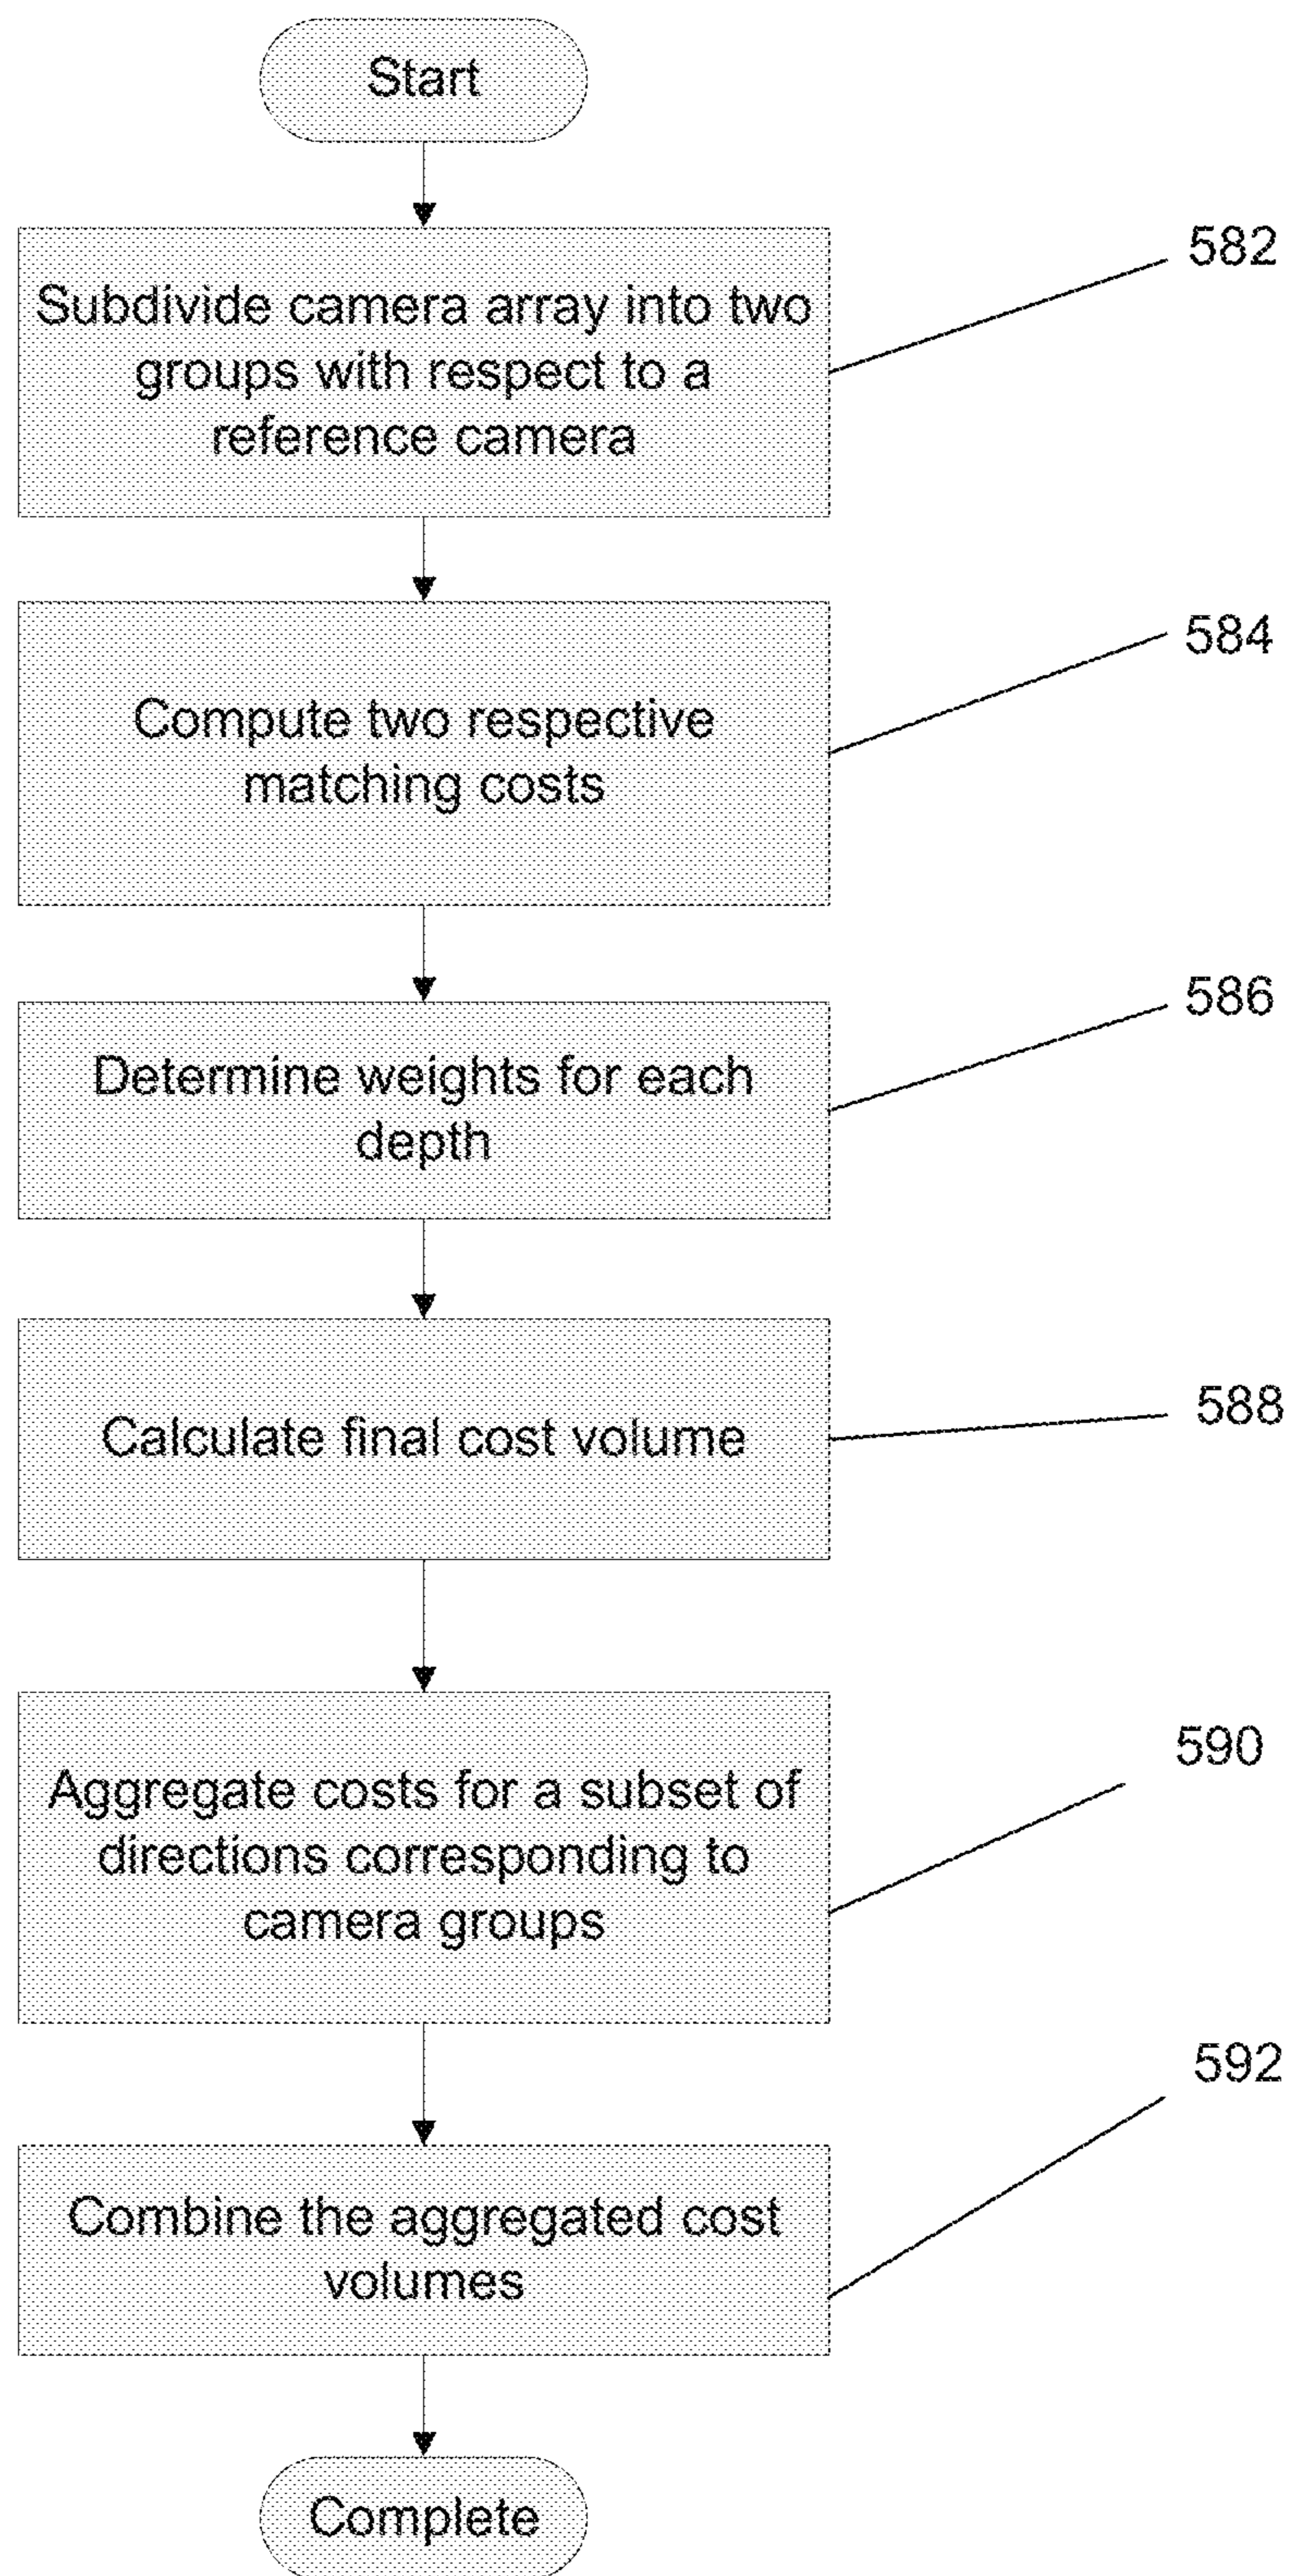 Start
582
Subdivide camera array into two
groups with respect to a
reference camera
584
Compute two respective
matching costs
586
Determine weights for each
depth
588
Calculate final cost volume
590
Aggregate costs for a subset of
directions corresponding to
camera groups
592
Combine the aggregated cost
volumes
Complete